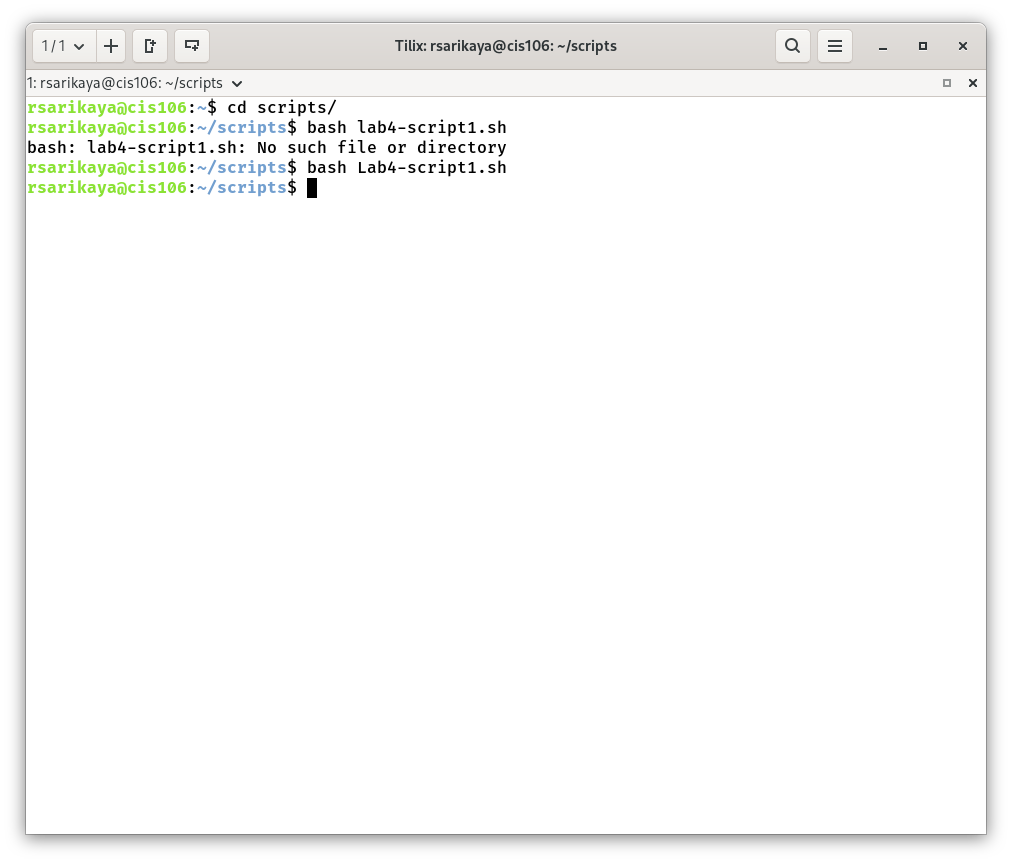 1 / 1
Tilix: rsarikaya@cis106: ~/scripts
1: rsarikaya@cis106: ~/scripts
rsarikaya@cis106:~$ cd scripts/
rsarikaya@cis106:~/scripts$ bash lab4-script1.sh
bash: lab4-script1.sh: No such file or directory
rsarikaya@cis106:~/scripts$ bash Lab4-script1.sh
rsarikaya@cis106:~/scripts$